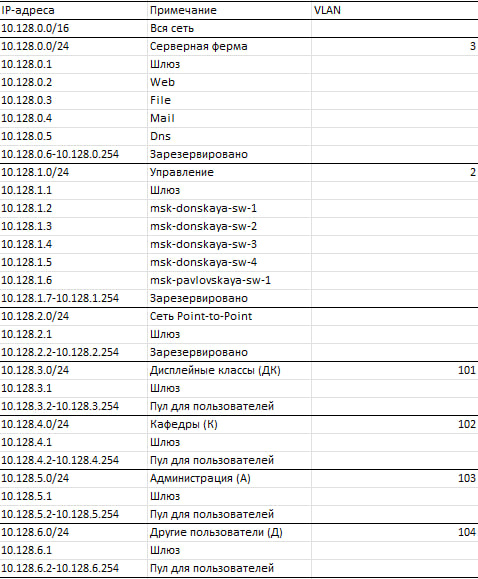 IP-адреса Примечание VLAN
10.128.0.0/16 Вся сеть
10.128.0.0/24 Серверная ферма 3
10.128.0.1 Шлюз
10.128.0.2 Web
10.128.0.3 File
10.128.0.4 Mail
10.128.0.5 Dns
10.128.0.6-10.128.0.254 Зарезервировано
10.128.1.0/24 Управление 2
10.128.1.1 Шлюз
10.128.1.2 msk-donskaya-sw-1
10.128.1.3 msk-donskaya-sw-2
10.128.1.4 msk-donskaya-sw-3
10.128.1.5 msk-donskaya-sw-4
10.128.1.6 msk-pavlovskaya-sw-1
10.128.1.7-10.128.1.254 Зарезервировано
10.128.2.0/24 Сеть Point-to-Point
10.128.2.1 Шлюз
10.128.2.2-10.128.2.254 Зарезервировано
10.128.3.0/24 Дисплейные классы (ДК) 101
10.128.3.1 Шлюз
10.128.3.2-10.128.3.254 Пул для пользователей
10.128.4.0/24 Кафедры (К) 102
10.128.4.1 Шлюз
10.128.4.2-10.128.4.254 Пул для пользователей
10.128.5.0/24 Администрация (А) 103
10.128.5.1 Шлюз
10.128.5.2-10.128.5.254 Пул для пользователей
10.128.6.0/24 Другие пользователи (Д) 104
10.128.6.1 Шлюз
10.128.6.2-10.128.6.254 Пул для пользователей